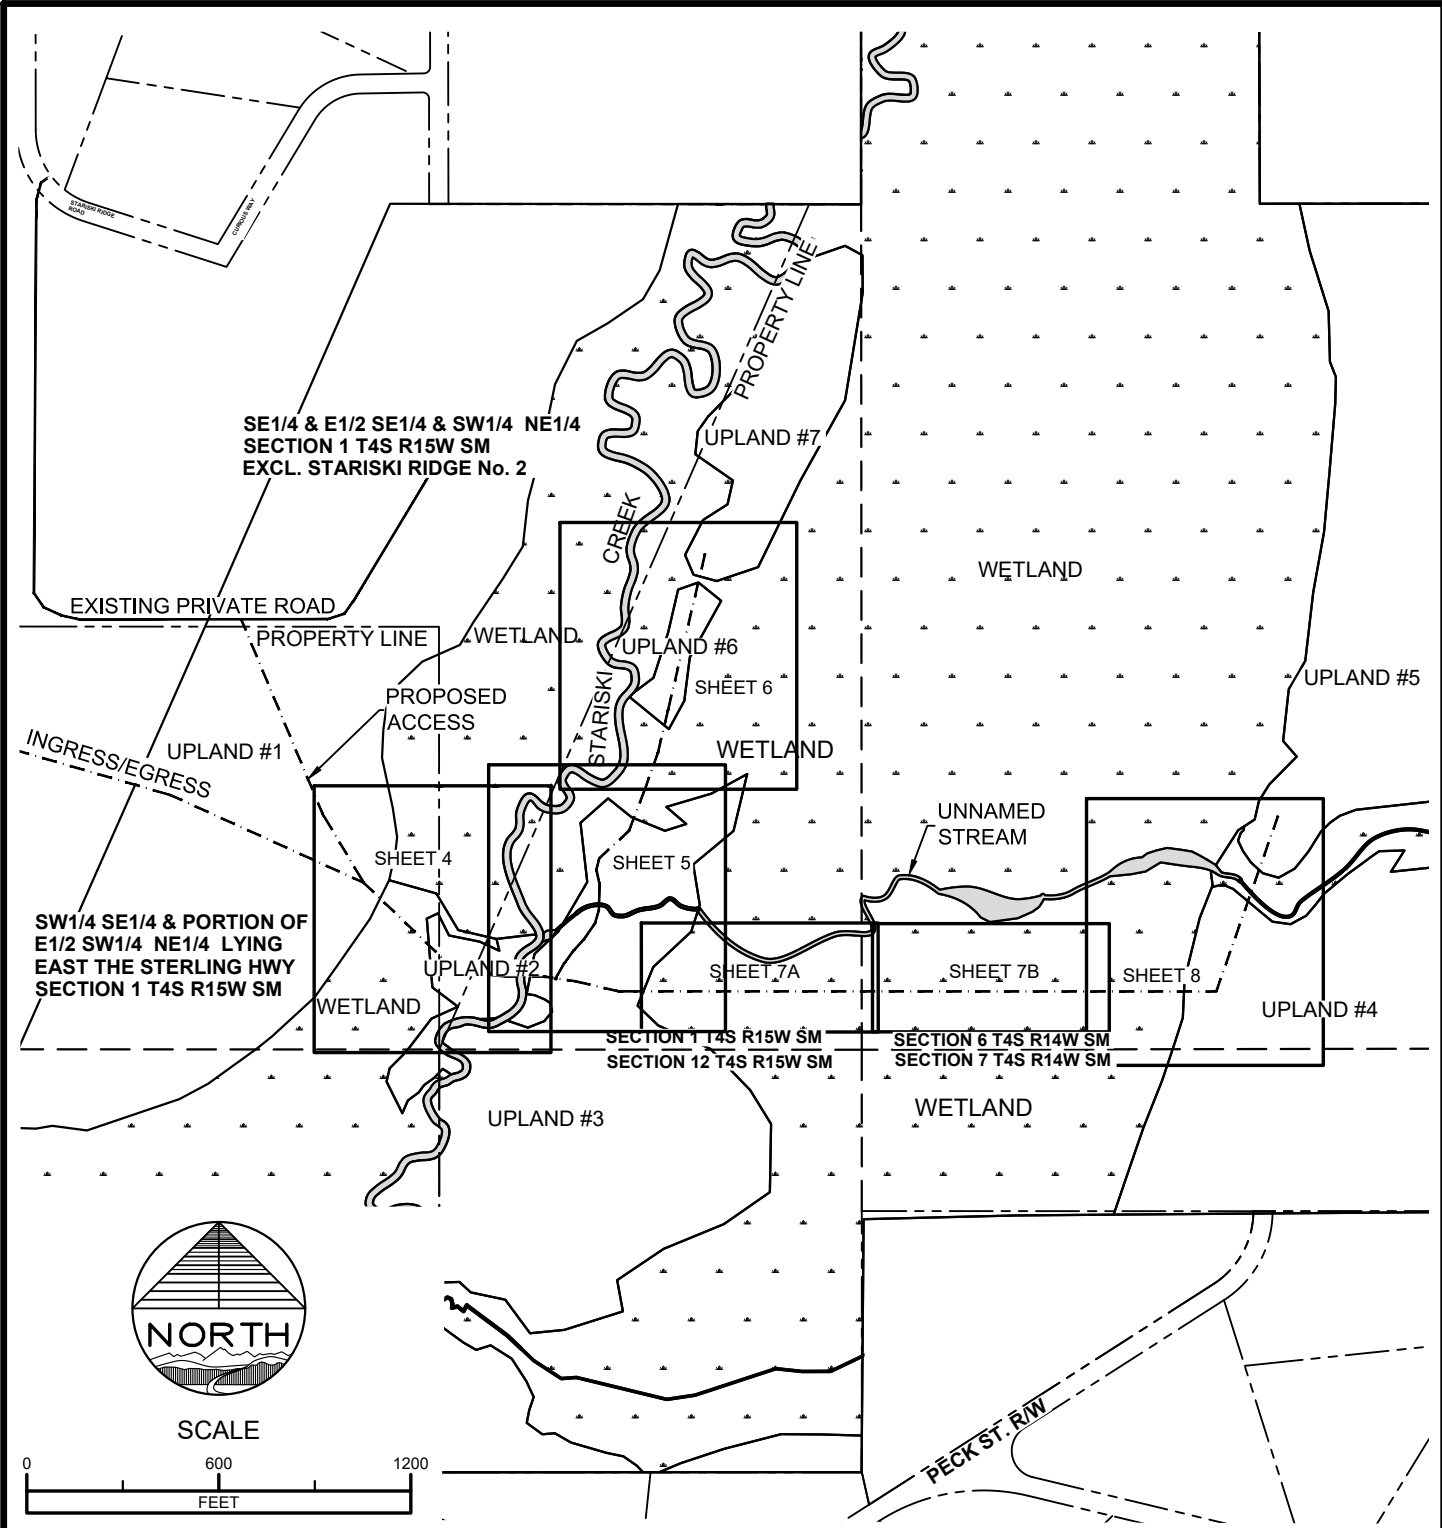 STARISKI RIDGE
ROAD
CURIOUS WAY
PROPERTY LINE
SE1/4 & E1/2 SE1/4 & SW1/4 NE1/4
SECTION 1 T4S R15W SM
EXCL. STARISKI RIDGE No. 2
UPLAND #7
CREEK
WETLAND
EXISTING PRIVATE ROAD
PROPERTY LINE
WETLAND
UPLAND #6
SHEET 6
UPLAND #5
PROPOSED
ACCESS
STARISKI
INGRESS/EGRESS
UPLAND #1
WETLAND
UNNAMED
STREAM
SHEET 4
SHEET 5
SW1/4 SE1/4 & PORTION OF
E1/2 SW1/4 NE1/4 LYING
EAST THE STERLING HWY
SECTION 1 T4S R15W SM
UPLAND #2
SHEET 7A
SHEET 7B
SHEET 8
WETLAND
UPLAND #4
SECTION 1 T4S R15W SM
SECTION 12 T4S R15W SM
SECTION 6 T4S R14W SM
SECTION 7 T4S R14W SM
UPLAND #3
WETLAND
NORTH
SCALE
0 600 1200
FEET
PECK ST. R/W